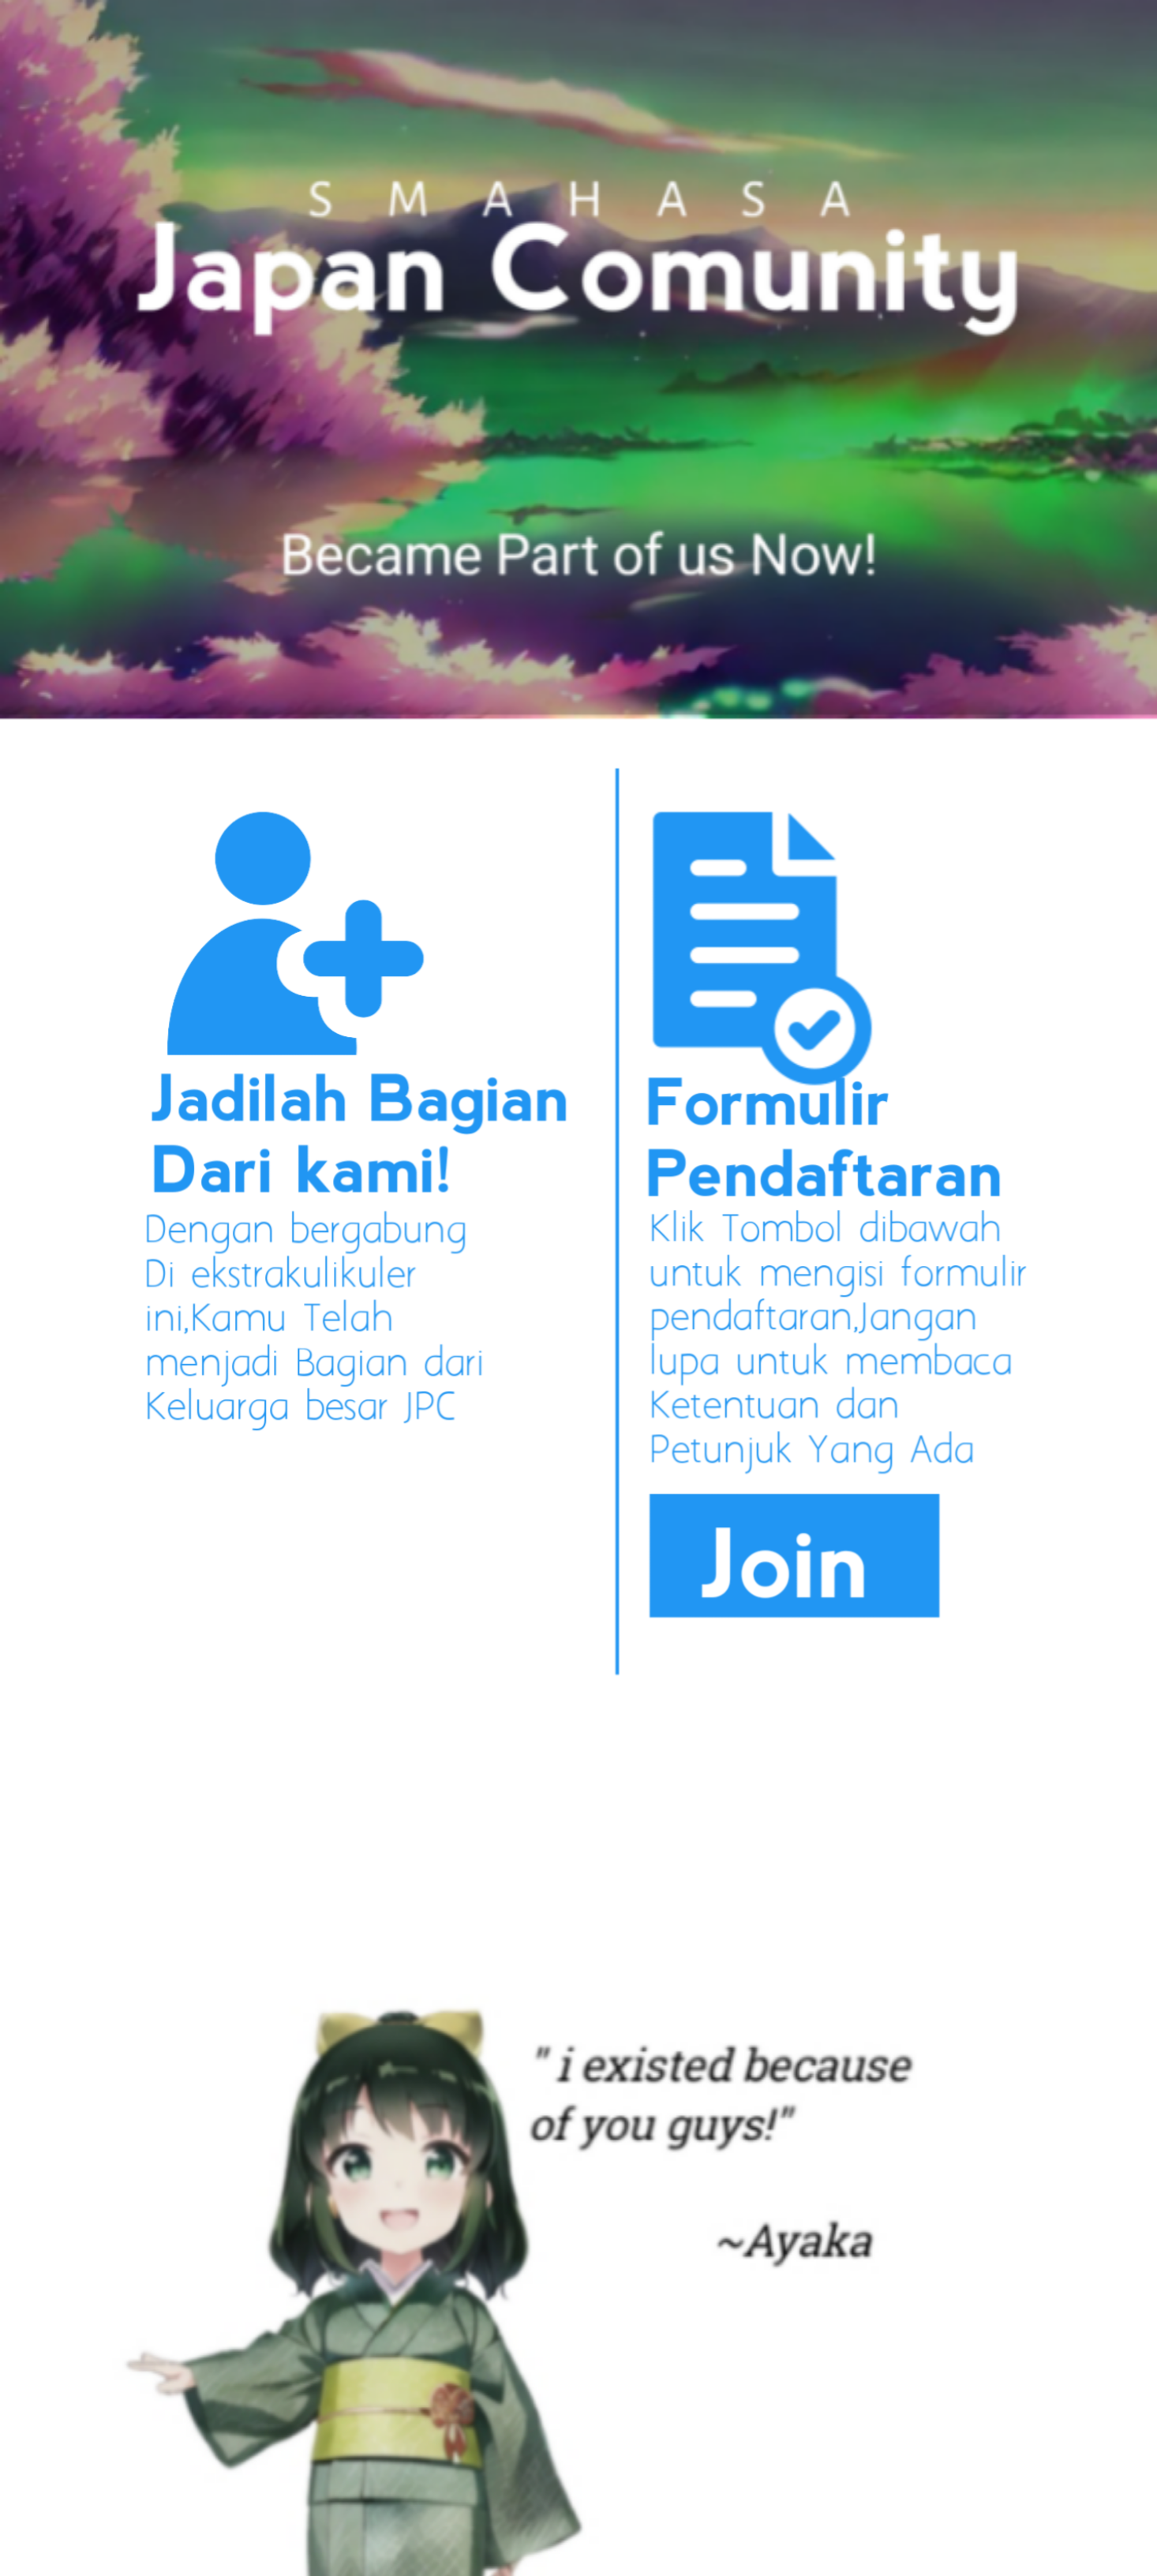 S M A H A S A
Japan Comunity
Became Part of us Now!
Jadilah Bagian
Dari kami!
Dengan bergabung
Di ekstrakulikuler
ini,Kamu Telah
menjadi Bagian dari
Keluarga besar JPC
Formulir
Pendaftaran
Klik Tombol dibawah
untuk mengisi formulir
pendaftaran,Jangan
lupa untuk membaca
Ketentuan dan
Petunjuk Yang Ada
Join
" i existed because
of you guys!"
~Ayaka